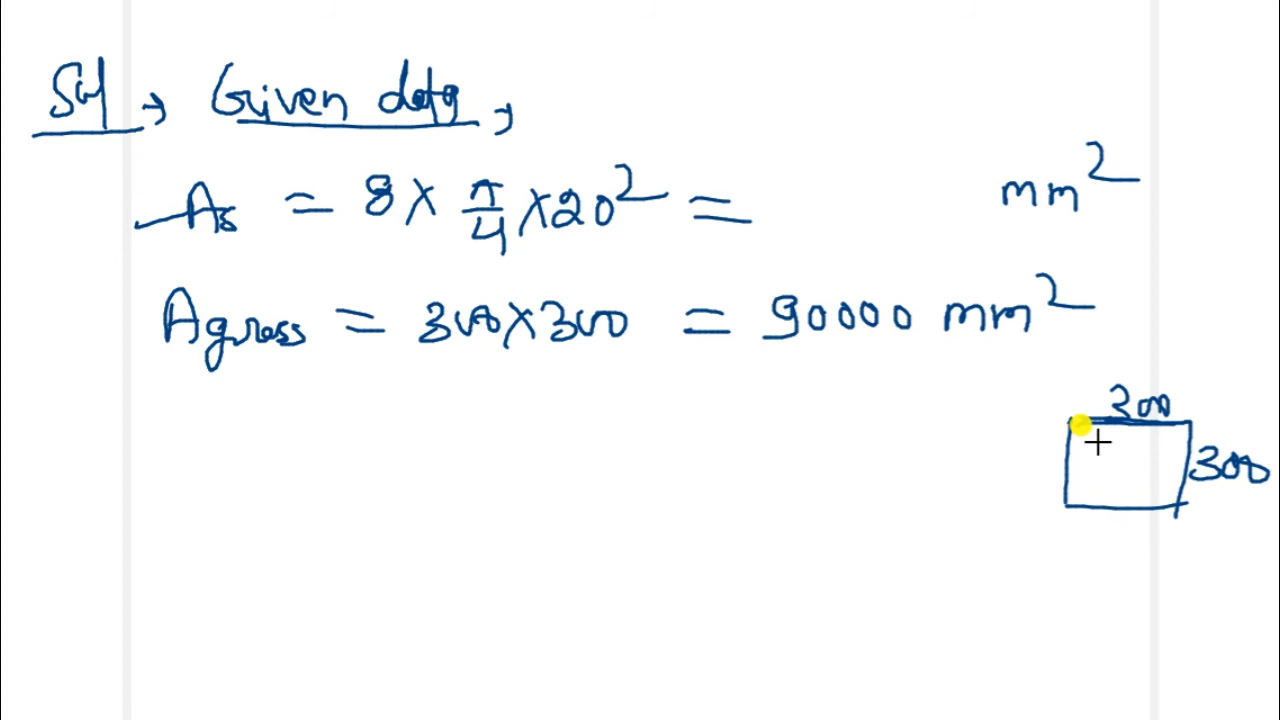 Sol, Given data,
As = 8 × π/4 × 20² = mm²
Agross = 300×300 = 90000 mm²
300
300